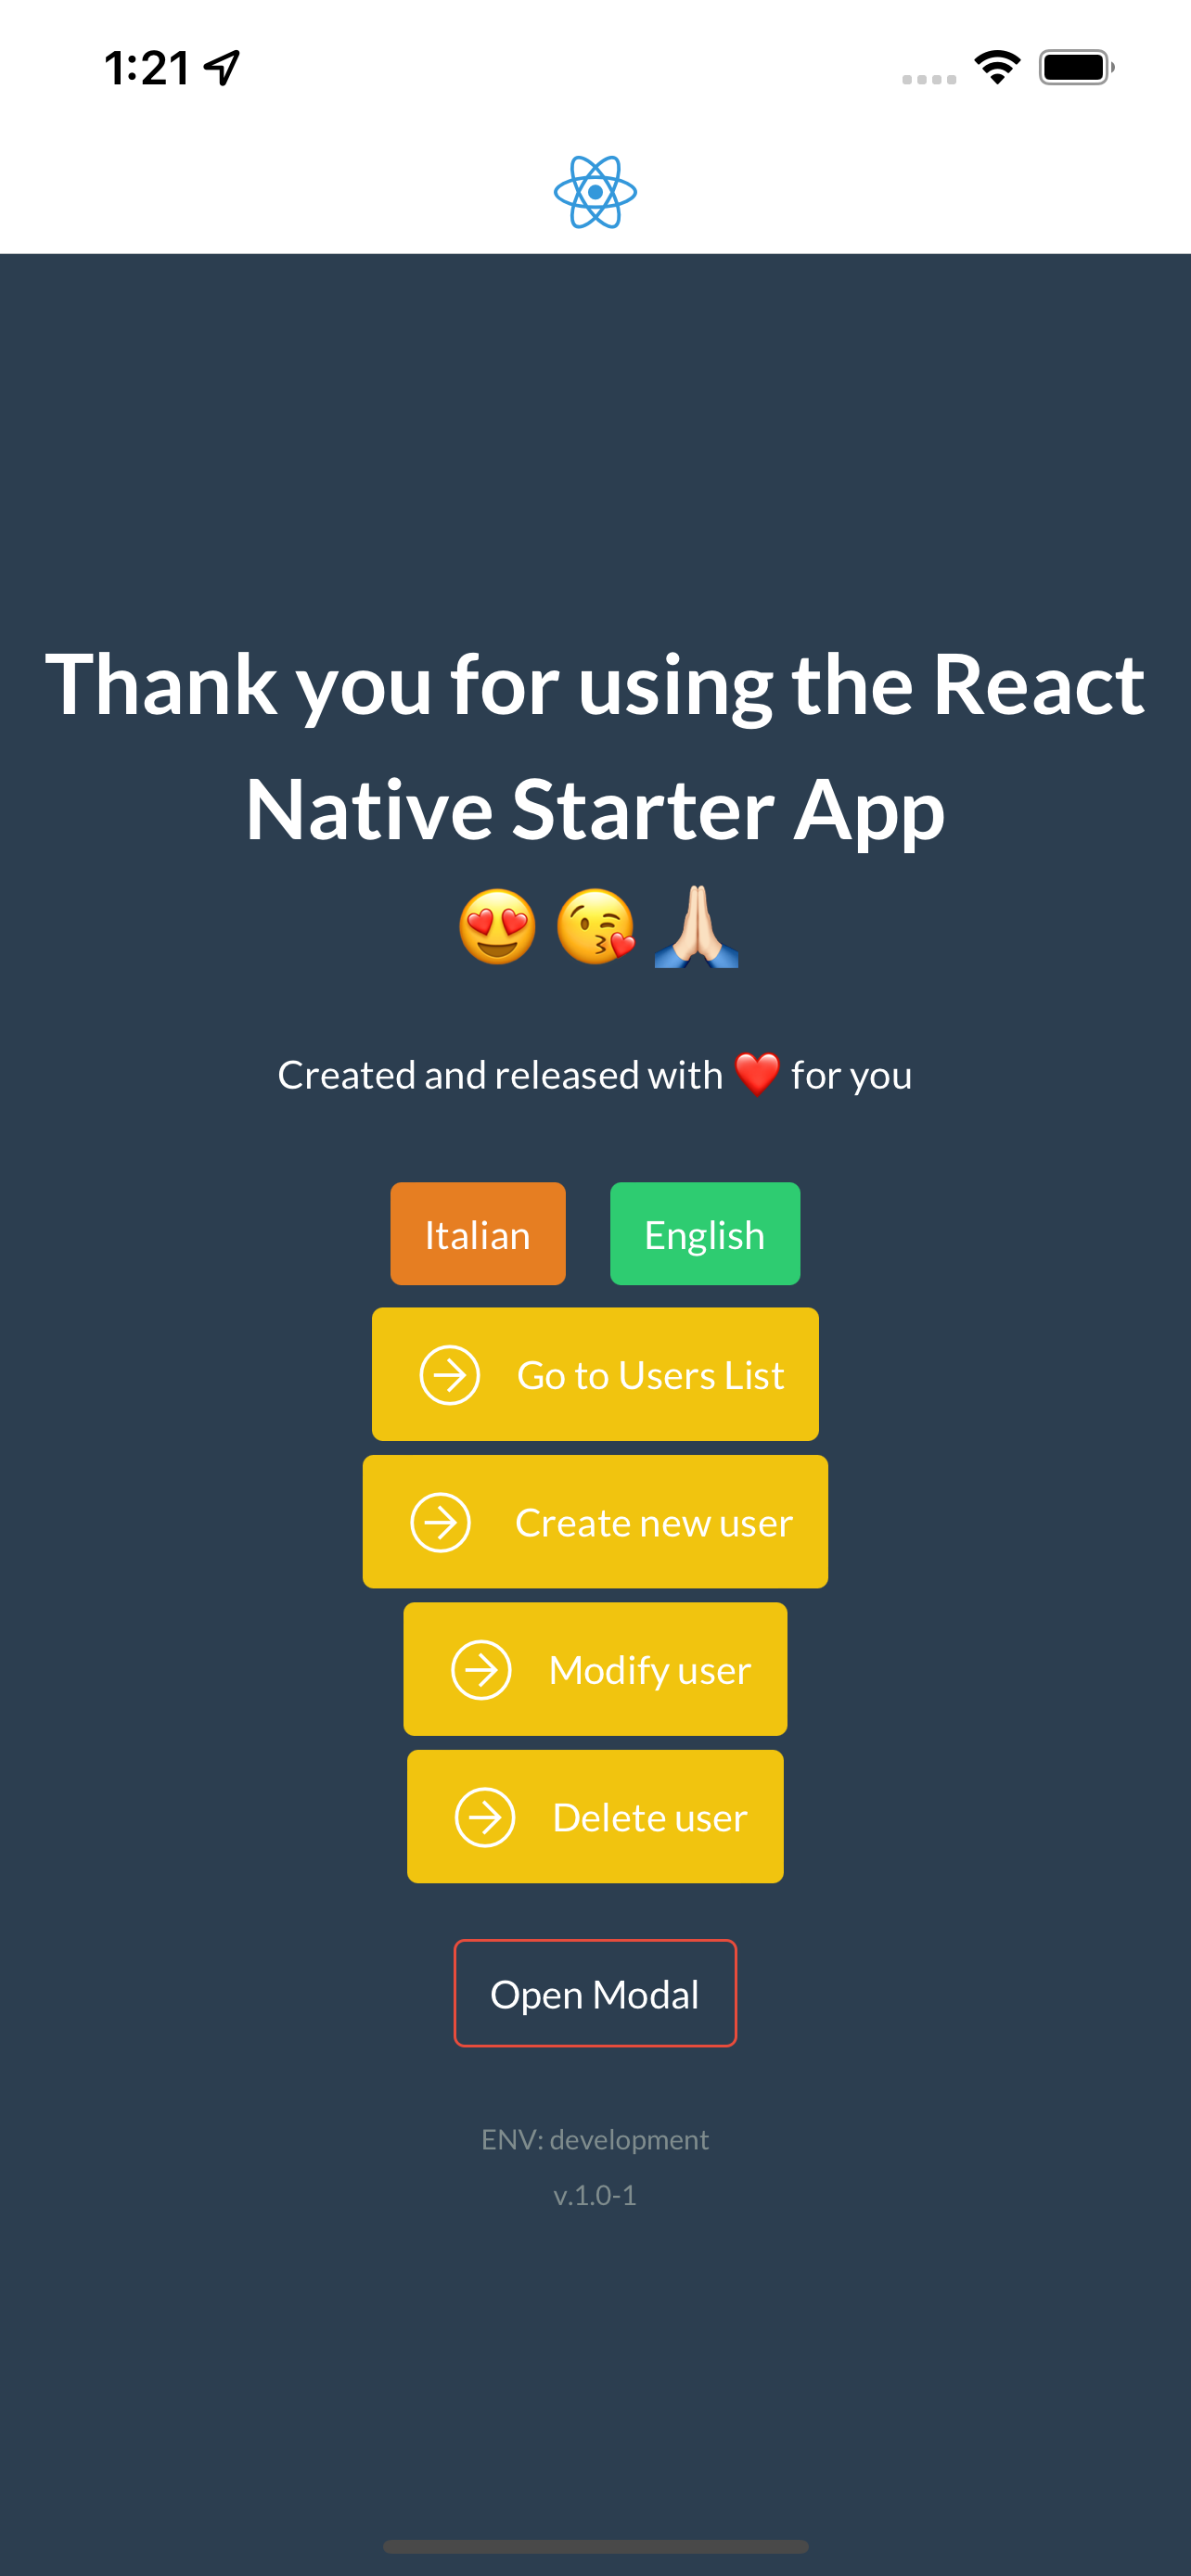 1:21
Thank you for using the React
Native Starter App
😍 😘 🙏🏻
Created and released with ❤️ for you
Italian English
Go to Users List
Create new user
Modify user
Delete user
Open Modal
ENV: development
v.1.0-1